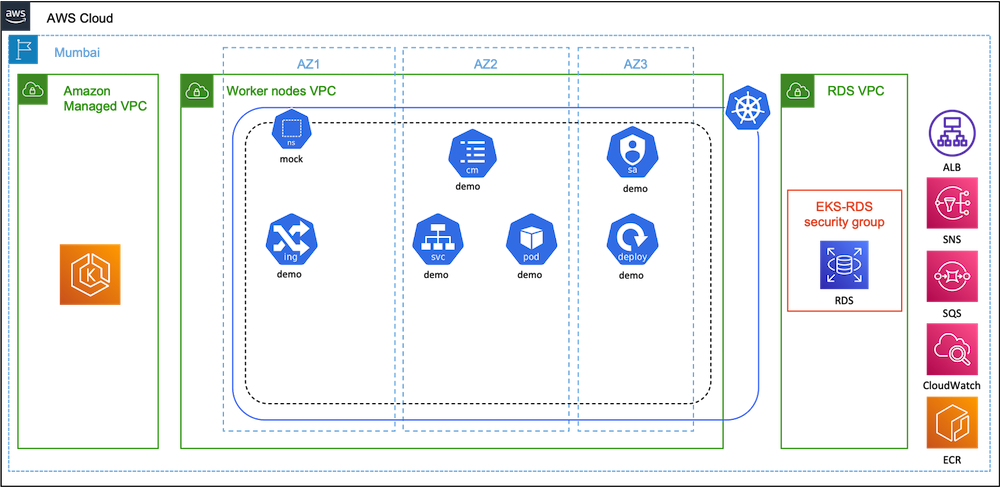 aws
AWS Cloud
Mumbai
AZ1
AZ2
AZ3
Amazon
Managed VPC
Worker nodes VPC
RDS VPC
ns
mock
cm
demo
sa
demo
ing
demo
svc
demo
pod
demo
deploy
demo
K
EKS-RDS
security group
RDS
ALB
SNS
SQS
CloudWatch
ECR